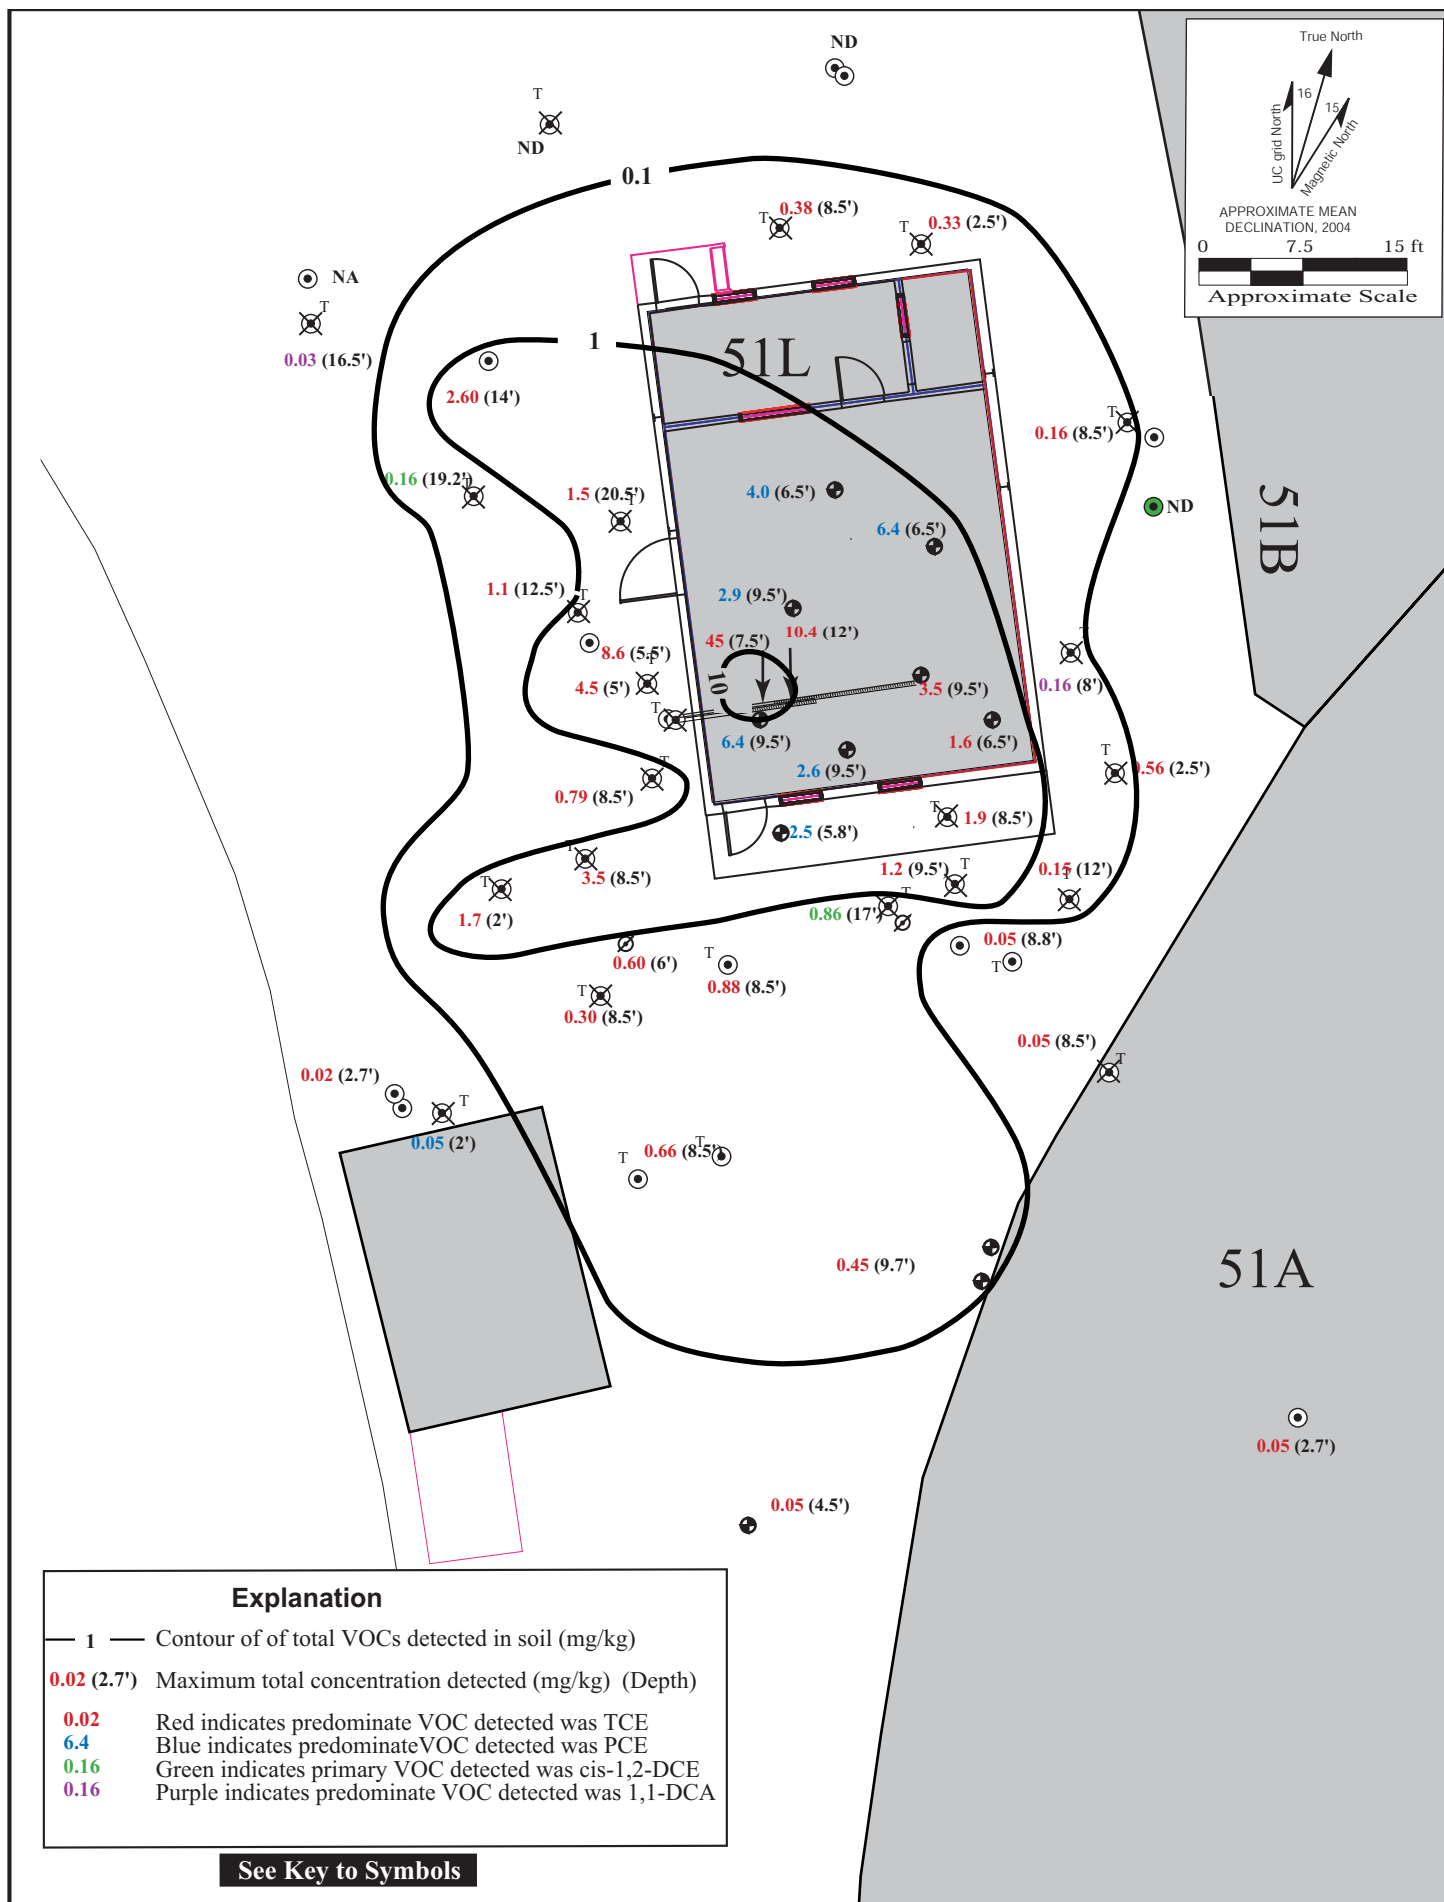 ND
T
ND
True North
16
15
UC grid North
Magnetic North
APPROXIMATE MEAN
DECLINATION, 2004
0 7.5 15 ft
Approximate Scale
0.1
T 0.38 (8.5')
T 0.33 (2.5')
NA
T
0.03 (16.5')
1
51L
2.60 (14')
T
0.16 (8.5')
0.16 (19.2')
T
1.5 (20.5')
T
4.0 (6.5')
6.4 (6.5')
ND
51B
1.1 (12.5')
T
2.9 (9.5')
45 (7.5')
10.4 (12')
8.6 (5.5')
T
4.5 (5')
10
T
0.16 (8')
3.5 (9.5')
T
6.4 (9.5')
1.6 (6.5')
2.6 (9.5')
T
0.79 (8.5')
T
0.56 (2.5')
T
1.9 (8.5')
2.5 (5.8')
T
3.5 (8.5')
T
1.7 (2')
1.2 (9.5')
T
0.15 (12')
T
0.86 (17')
T
0.60 (6')
T
0.88 (8.5')
0.05 (8.8')
T
T
0.30 (8.5')
0.05 (8.5')
T
0.02 (2.7')
T
0.05 (2')
T
0.66 (8.5')
T
0.45 (9.7')
51A
0.05 (2.7')
0.05 (4.5')
Explanation
1 Contour of of total VOCs detected in soil (mg/kg)
0.02 (2.7') Maximum total concentration detected (mg/kg) (Depth)
0.02 Red indicates predominate VOC detected was TCE
6.4 Blue indicates predominateVOC detected was PCE
0.16 Green indicates primary VOC detected was cis-1,2-DCE
0.16 Purple indicates predominate VOC detected was 1,1-DCA
See Key to Symbols